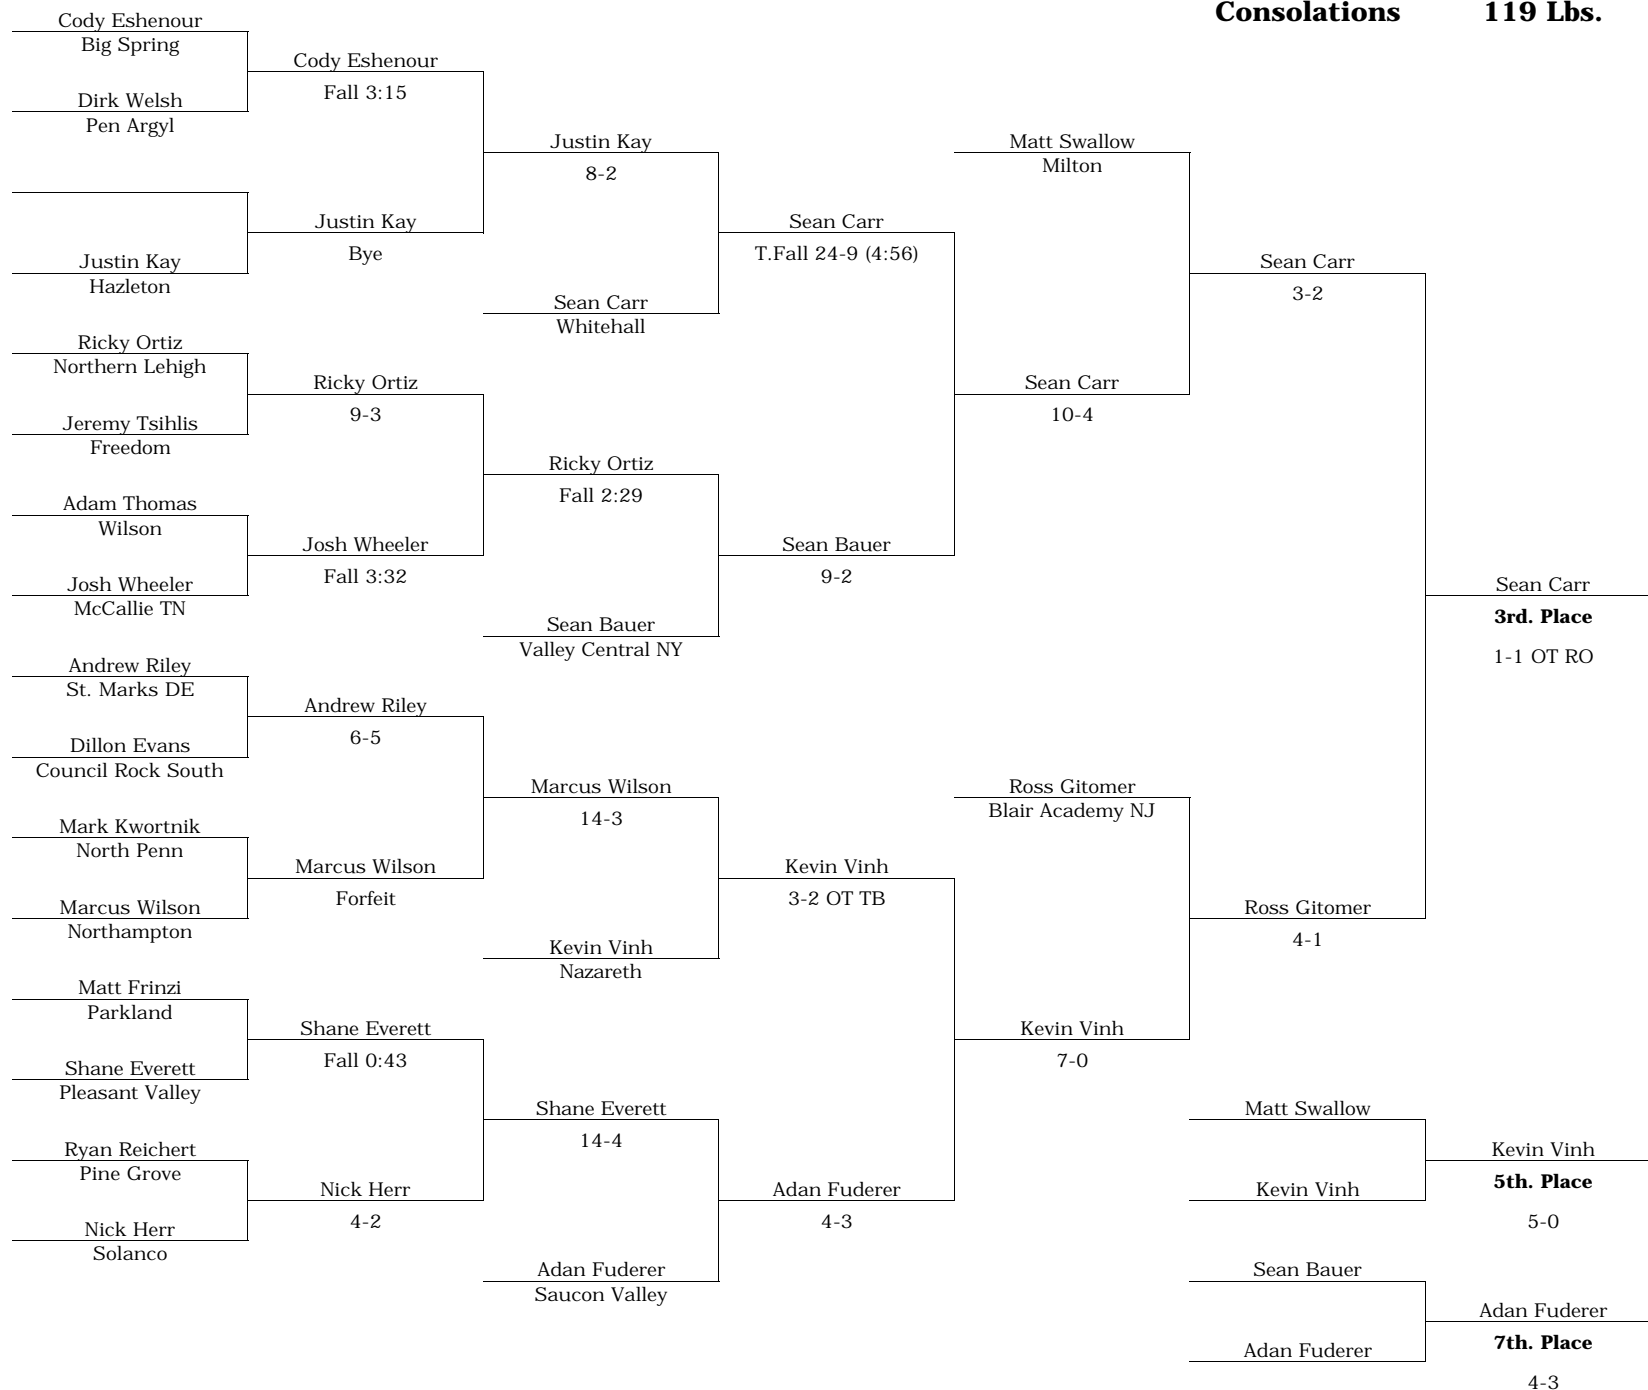 Consolations 119 Lbs.
Cody Eshenour
Big Spring
Dirk Welsh
Pen Argyl
Justin Kay
Hazleton
Ricky Ortiz
Northern Lehigh
Jeremy Tsihlis
Freedom
Adam Thomas
Wilson
Josh Wheeler
McCallie TN
Andrew Riley
St. Marks DE
Dillon Evans
Council Rock South
Mark Kwortnik
North Penn
Marcus Wilson
Northampton
Matt Frinzi
Parkland
Shane Everett
Pleasant Valley
Ryan Reichert
Pine Grove
Nick Herr
Solanco
Cody Eshenour
Fall 3:15
Justin Kay
Bye
Ricky Ortiz
9-3
Josh Wheeler
Fall 3:32
Andrew Riley
6-5
Marcus Wilson
Forfeit
Shane Everett
Fall 0:43
Nick Herr
4-2
Justin Kay
8-2
Sean Carr
Whitehall
Ricky Ortiz
Fall 2:29
Sean Bauer
Valley Central NY
Marcus Wilson
14-3
Kevin Vinh
Nazareth
Shane Everett
14-4
Adan Fuderer
Saucon Valley
Sean Carr
T.Fall 24-9 (4:56)
Sean Bauer
9-2
Kevin Vinh
3-2 OT TB
Adan Fuderer
4-3
Matt Swallow
Milton
Sean Carr
10-4
Ross Gitomer
Blair Academy NJ
Kevin Vinh
7-0
Sean Carr
3-2
Ross Gitomer
4-1
Matt Swallow
Kevin Vinh
Sean Bauer
Adan Fuderer
Sean Carr
3rd. Place
1-1 OT RO
Kevin Vinh
5th. Place
5-0
Adan Fuderer
7th. Place
4-3